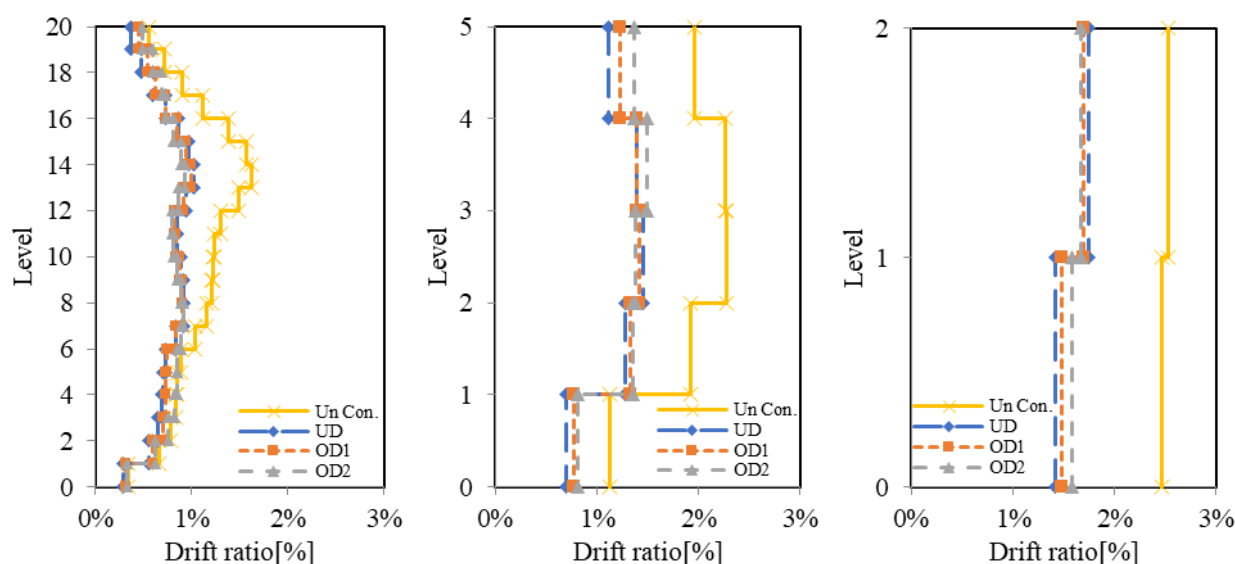 20
18
16
14
12
10
8
6
4
2
0
Level
0%
1%
2%
3%
Drift ratio[%]
Un Con.
UD
OD1
OD2
5
4
3
2
1
0
Level
0%
1%
2%
3%
Drift ratio[%]
Un Con.
UD
OD1
OD2
2
1
0
Level
0%
1%
2%
3%
Drift ratio[%]
Un Con.
UD
OD1
OD2